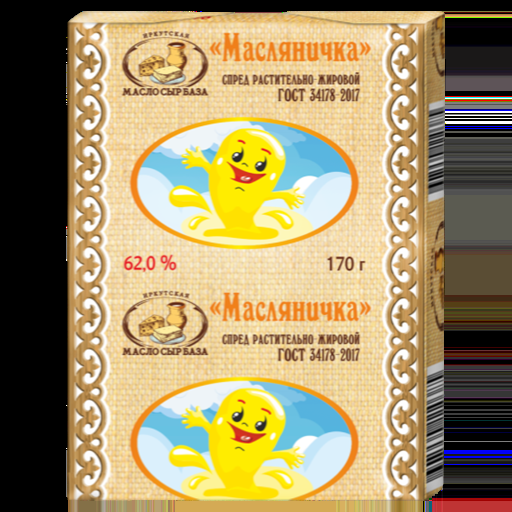 ИРКУТСКАЯ
МАСЛОСЫРБАЗА
«Масляничка»
СПРЕД РАСТИТЕЛЬНО-ЖИРОВОЙ
ГОСТ 34178-2017
62,0 %
170 г
ИРКУТСКАЯ
МАСЛОСЫРБАЗА
«Масляничка»
СПРЕД РАСТИТЕЛЬНО-ЖИРОВОЙ
ГОСТ 34178-2017